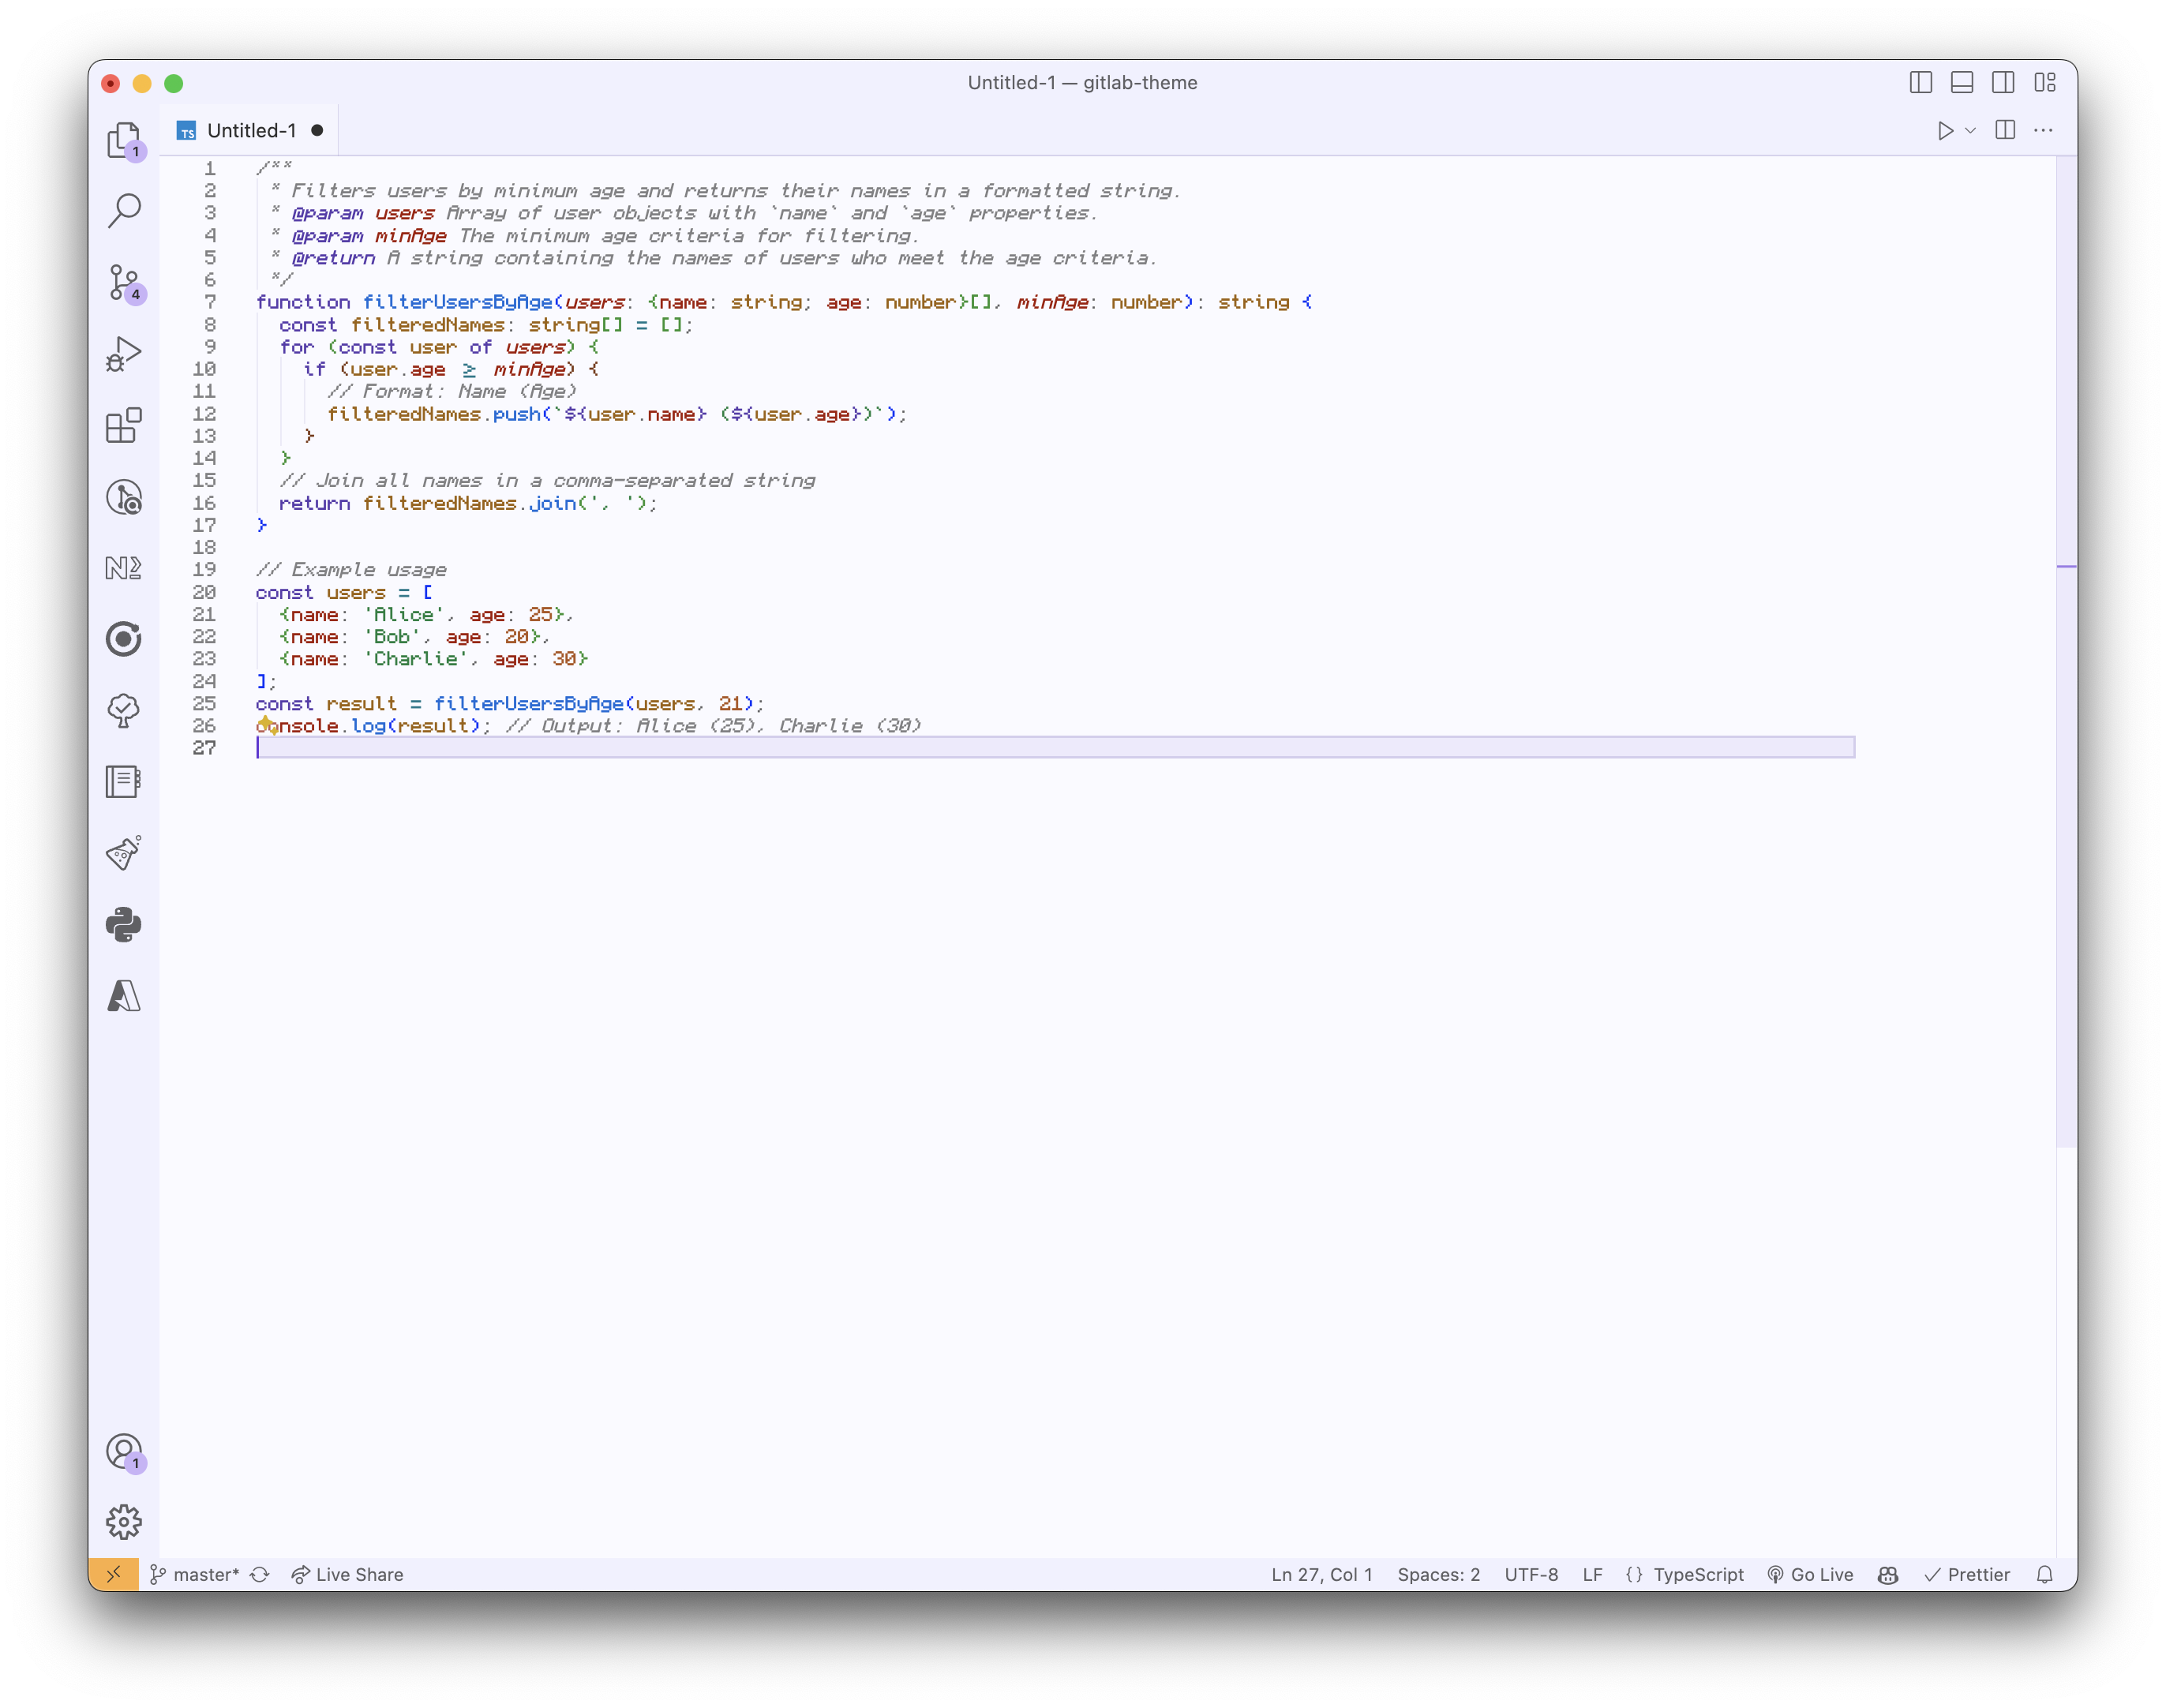 Untitled-1 — gitlab-theme
TS Untitled-1
1 /**
2 * Filters users by minimum age and returns their names in a formatted string.
3 * @param users Array of user objects with `name` and `age` properties.
4 * @param minAge The minimum age criteria for filtering.
5 * @return A string containing the names of users who meet the age criteria.
6 */
7 function filterUsersByAge(users: {name: string; age: number}[], minAge: number): string {
8 const filteredNames: string[] = [];
9 for (const user of users) {
10 if (user.age ≥ minAge) {
11 // Format: Name (Age)
12 filteredNames.push(`${user.name} (${user.age})`);
13 }
14 }
15 // Join all names in a comma-separated string
16 return filteredNames.join(', ');
17 }
18
19 // Example usage
20 const users = [
21 {name: 'Alice', age: 25},
22 {name: 'Bob', age: 20},
23 {name: 'Charlie', age: 30}
24 ];
25 const result = filterUsersByAge(users, 21);
26 console.log(result); // Output: Alice (25), Charlie (30)
27
1
4
1
master* Live Share Ln 27, Col 1 Spaces: 2 UTF-8 LF {} TypeScript Go Live Prettier